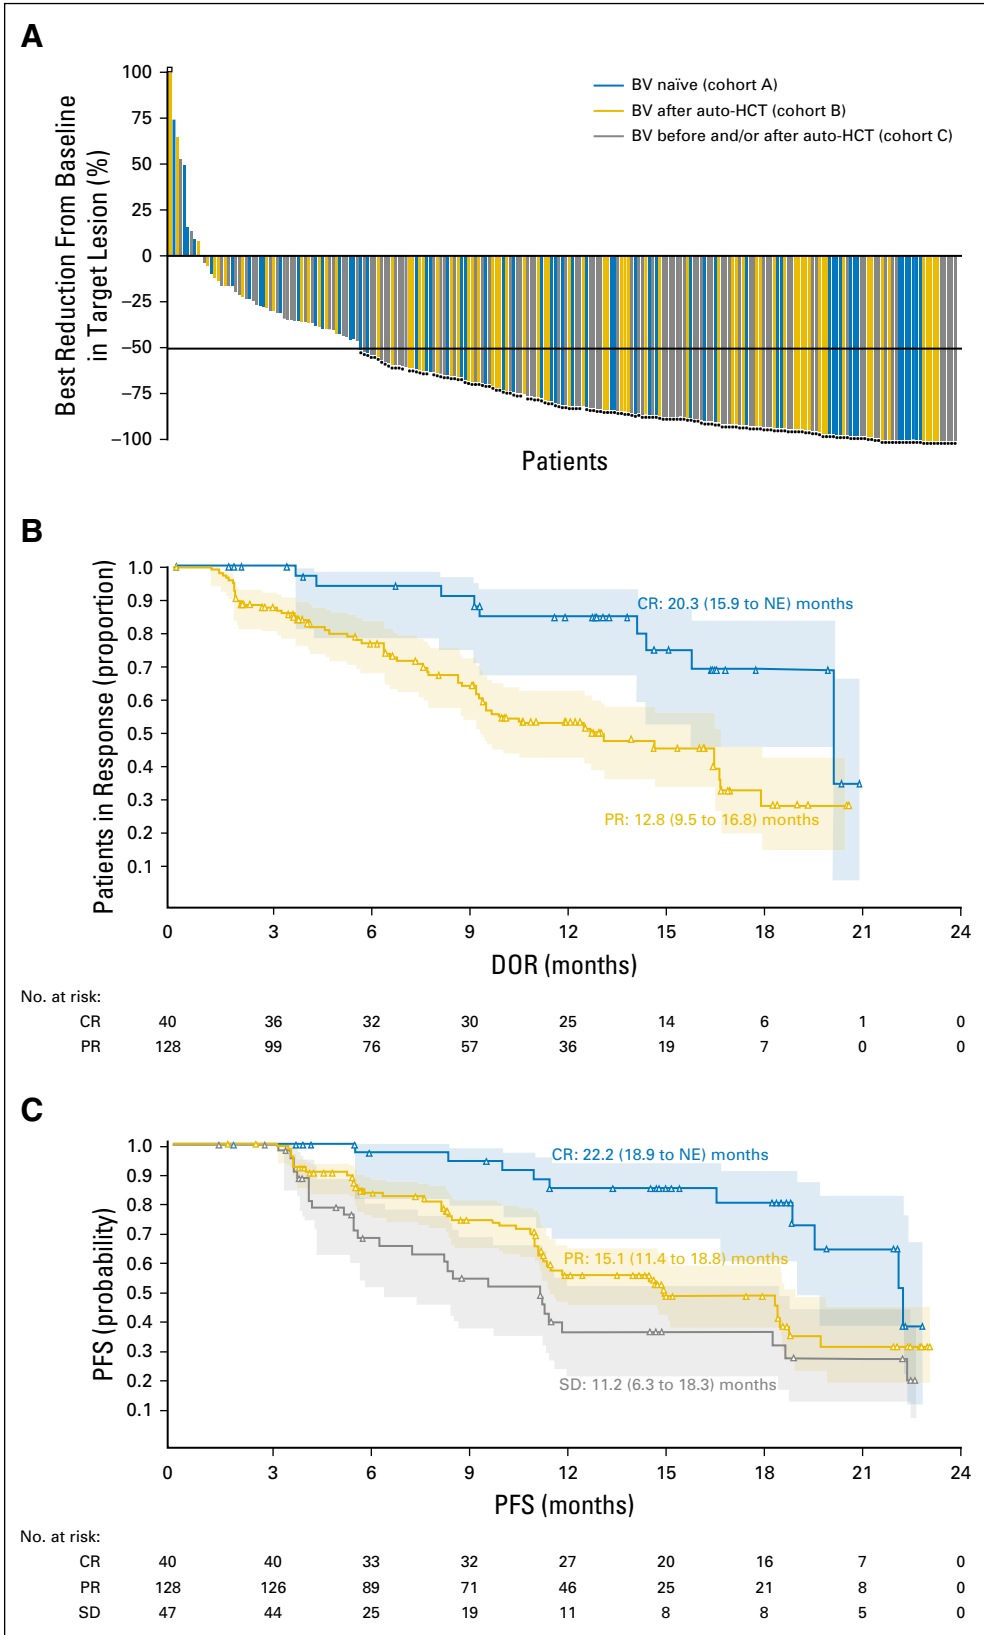 A
100
75
50
25
0
−25
−50
−75
−100
Best Reduction From Baseline
in Target Lesion (%)
BV naïve (cohort A)
BV after auto-HCT (cohort B)
BV before and/or after auto-HCT (cohort C)
Patients
B
1.0
0.9
0.8
0.7
0.6
0.5
0.4
0.3
0.2
0.1
Patients in Response (proportion)
CR: 20.3 (15.9 to NE) months
PR: 12.8 (9.5 to 16.8) months
0 3 6 9 12 15 18 21 24
DOR (months)
No. at risk:
CR 40 36 32 30 25 14 6 1 0
PR 128 99 76 57 36 19 7 0 0
C
1.0
0.9
0.8
0.7
0.6
0.5
0.4
0.3
0.2
0.1
PFS (probability)
CR: 22.2 (18.9 to NE) months
PR: 15.1 (11.4 to 18.8) months
SD: 11.2 (6.3 to 18.3) months
0 3 6 9 12 15 18 21 24
PFS (months)
No. at risk:
CR 40 40 33 32 27 20 16 7 0
PR 128 126 89 71 46 25 21 8 0
SD 47 44 25 19 11 8 8 5 0